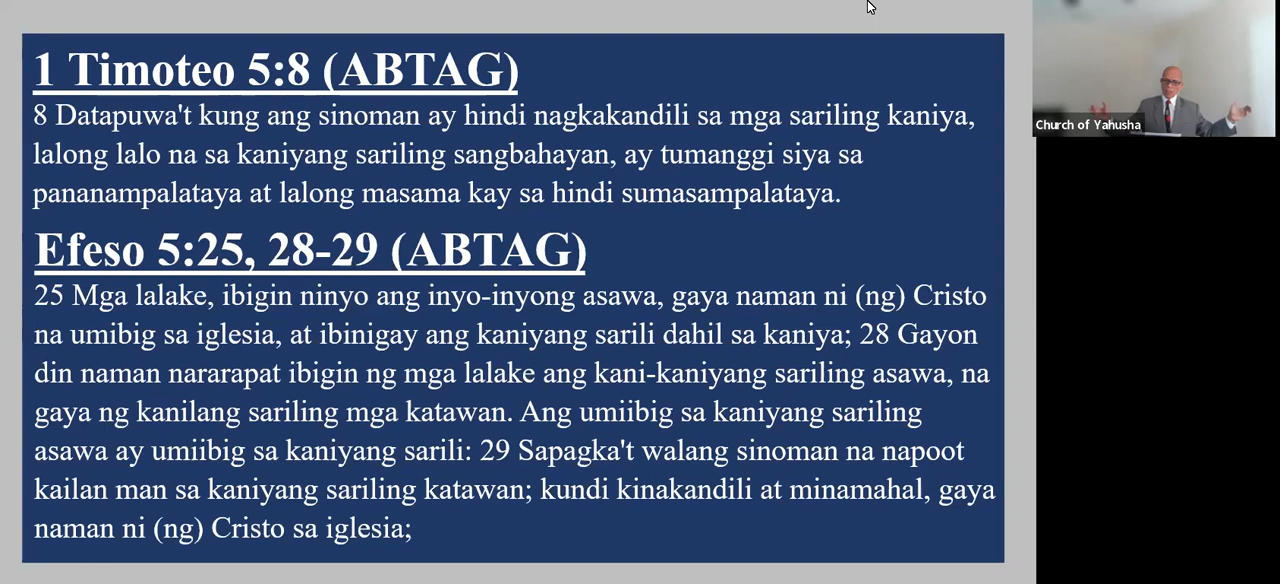 1 Timoteo 5:8 (ABTAG)
8 Datapuwa't kung ang sinoman ay hindi nagkakandili sa mga sariling kaniya,
lalong lalo na sa kaniyang sariling sangbahayan, ay tumanggi siya sa
pananampalataya at lalong masama kay sa hindi sumasampalataya.
Efeso 5:25, 28-29 (ABTAG)
25 Mga lalake, ibigin ninyo ang inyo-inyong asawa, gaya naman ni (ng) Cristo
na umibig sa iglesia, at ibinigay ang kaniyang sarili dahil sa kaniya; 28 Gayon
din naman nararapat ibigin ng mga lalake ang kani-kaniyang sariling asawa, na
gaya ng kanilang sariling mga katawan. Ang umiibig sa kaniyang sariling
asawa ay umiibig sa kaniyang sarili: 29 Sapagka't walang sinoman na napoot
kailan man sa kaniyang sariling katawan; kundi kinakandili at minamahal, gaya
naman ni (ng) Cristo sa iglesia;
Church of Yahusha